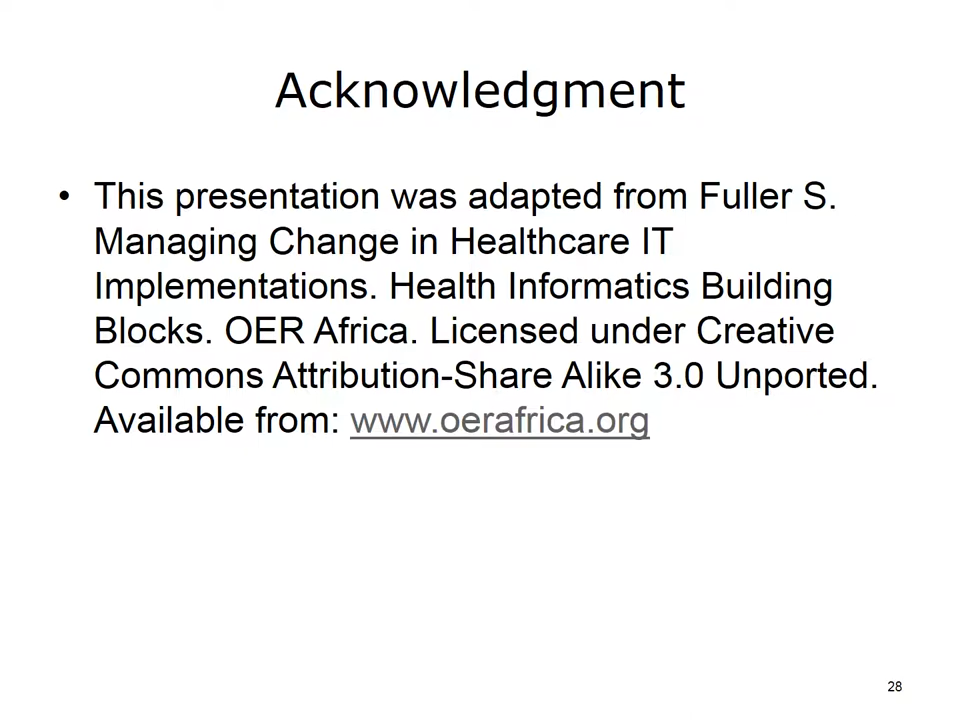 Acknowledgment
• This presentation was adapted from Fuller S.
Managing Change in Healthcare IT
Implementations. Health Informatics Building
Blocks. OER Africa. Licensed under Creative
Commons Attribution-Share Alike 3.0 Unported.
Available from: www.oerafrica.org
28